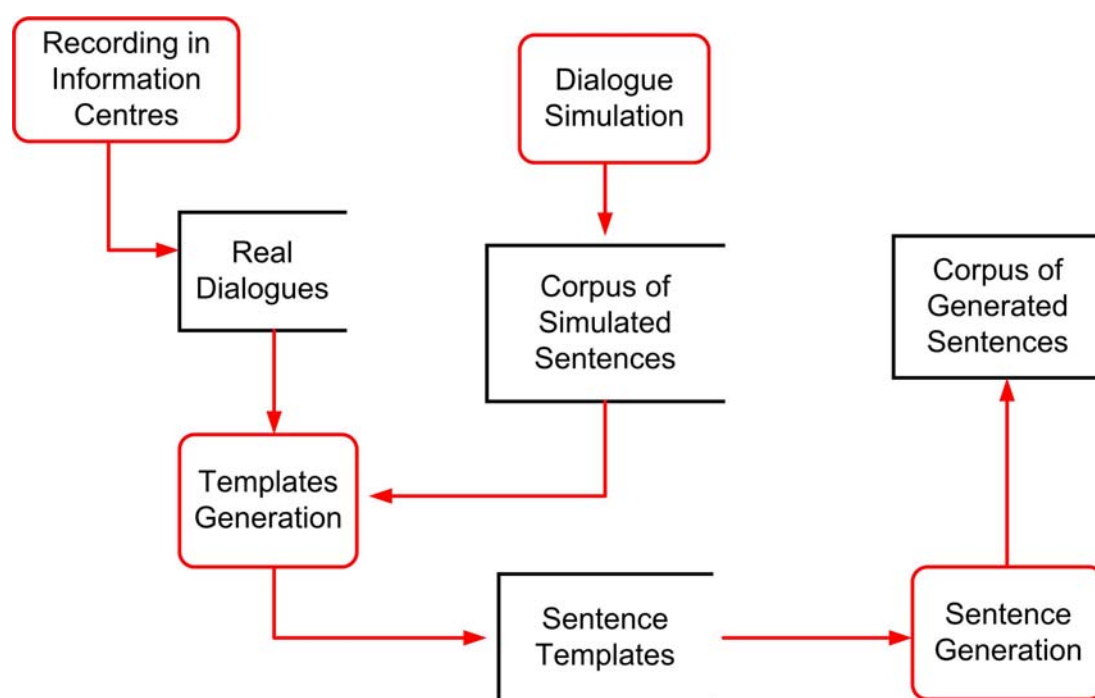 Recording in
Information
Centres
Dialogue
Simulation
Real
Dialogues
Corpus of
Simulated
Sentences
Corpus of
Generated
Sentences
Templates
Generation
Sentence
Templates
Sentence
Generation